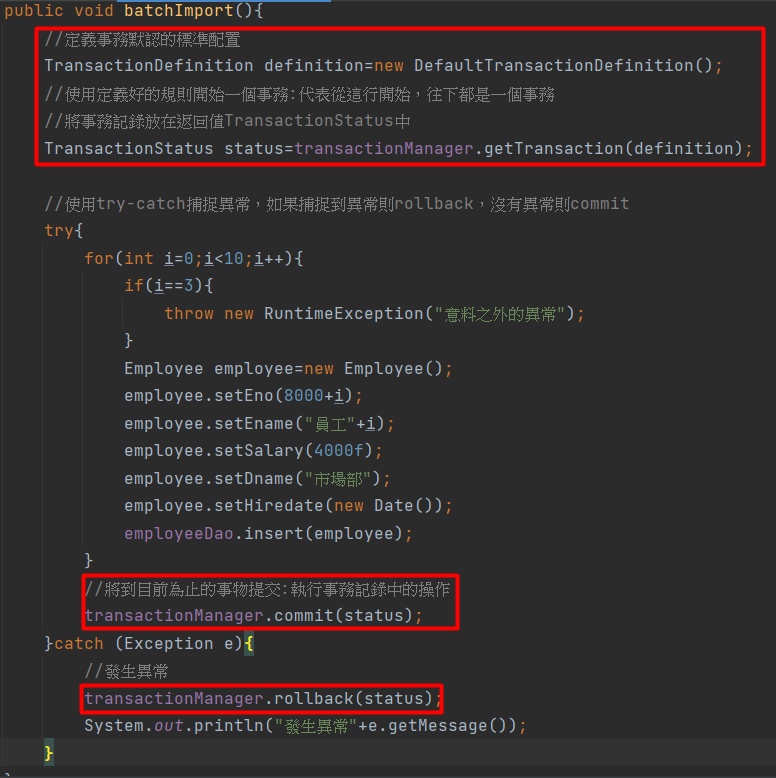 public void batchImport(){
//定義事務默認的標準配置
TransactionDefinition definition=new DefaultTransactionDefinition();
//使用定義好的規則開始一個事務:代表從這行開始，往下都是一個事務
//將事務記錄放在返回值TransactionStatus中
TransactionStatus status=transactionManager.getTransaction(definition);
//使用try-catch捕捉異常，如果捕捉到異常則rollback，沒有異常則commit
try{
for(int i=0;i<10;i++){
if(i==3){
throw new RuntimeException("意料之外的異常");
}
Employee employee=new Employee();
employee.setEno(8000+i);
employee.setEname("員工"+i);
employee.setSalary(4000f);
employee.setDname("市場部");
employee.setHiredate(new Date());
employeeDao.insert(employee);
}
//將到目前為止的事物提交:執行事務記錄中的操作
transactionManager.commit(status);
}catch (Exception e){
//發生異常
transactionManager.rollback(status);
System.out.println("發生異常"+e.getMessage());
}